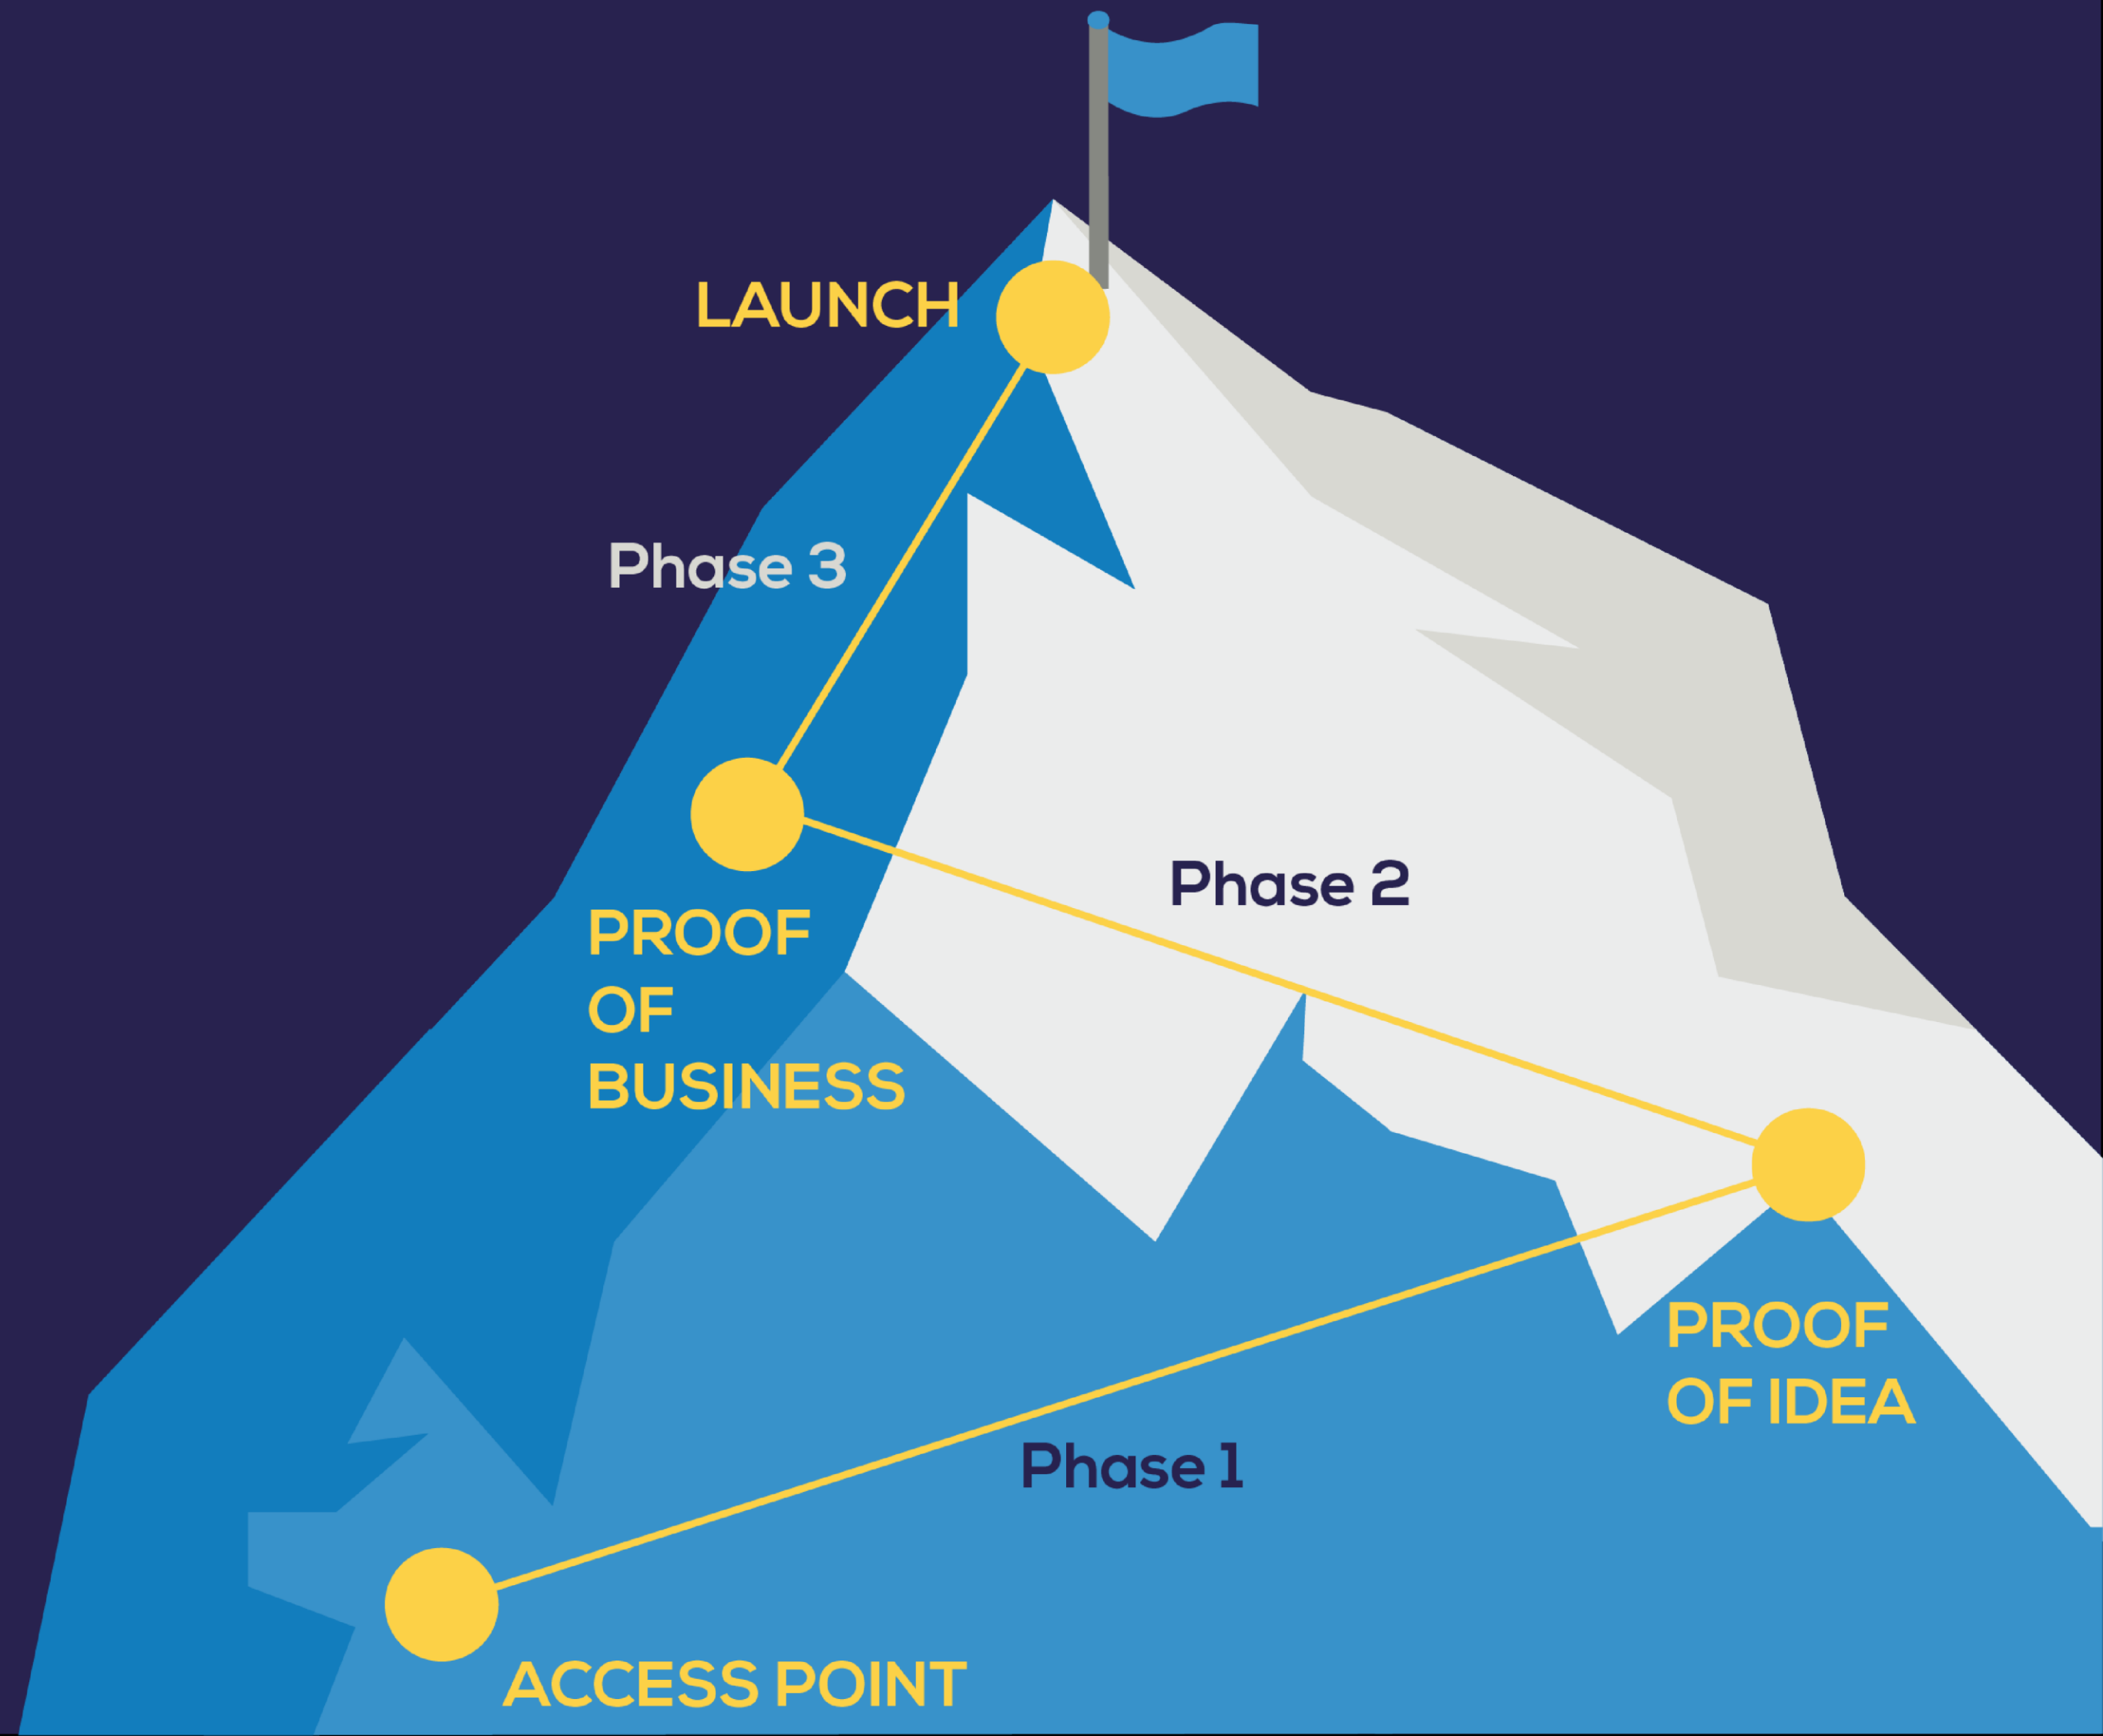 LAUNCH
Phase 3
Phase 2
PROOF
OF
BUSINESS
PROOF
OF IDEA
Phase 1
ACCESS POINT